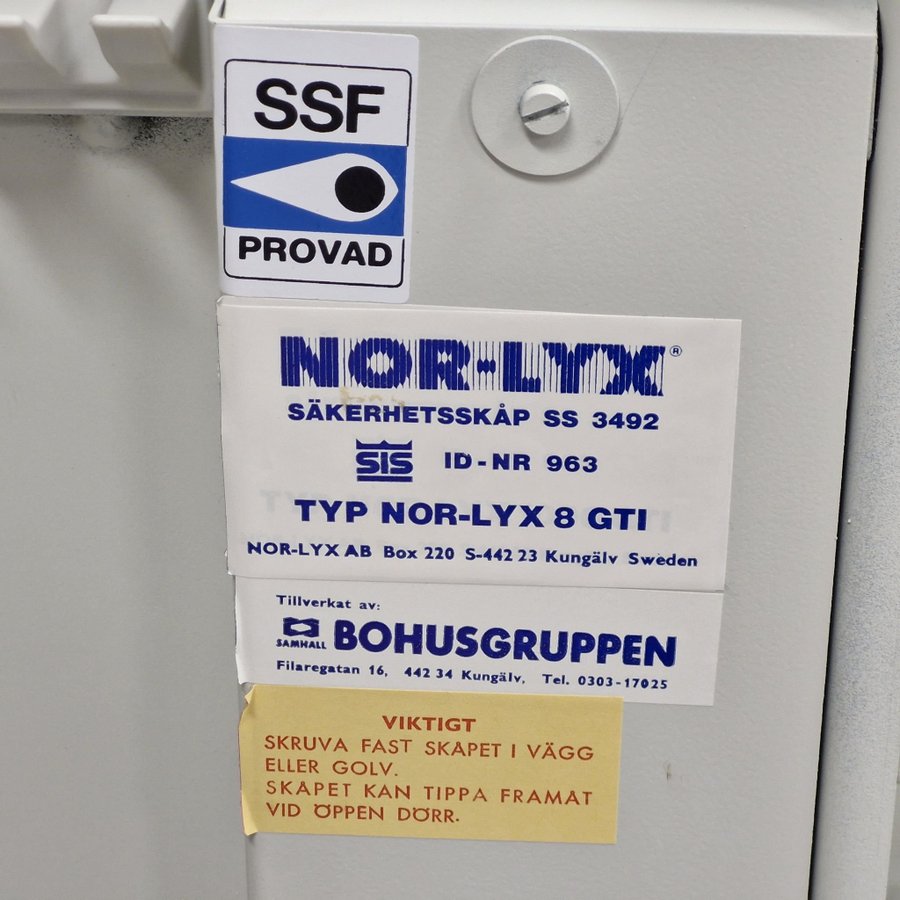 SSF
PROVAD
NOR-LYX®
SÄKERHETSSKÅP SS 3492
SIS ID-NR 963
TYP NOR-LYX 8 GTI
NOR-LYX AB Box 220 S-442 23 Kungälv Sweden
Tillverkat av:
SAMHALL BOHUSGRUPPEN
Filaregatan 16, 442 34 Kungälv, Tel. 0303-17025
VIKTIGT
SKRUVA FAST SKAPET I VÄGG
ELLER GOLV.
SKAPET KAN TIPPA FRAMAT
VID ÖPPEN DÖRR.